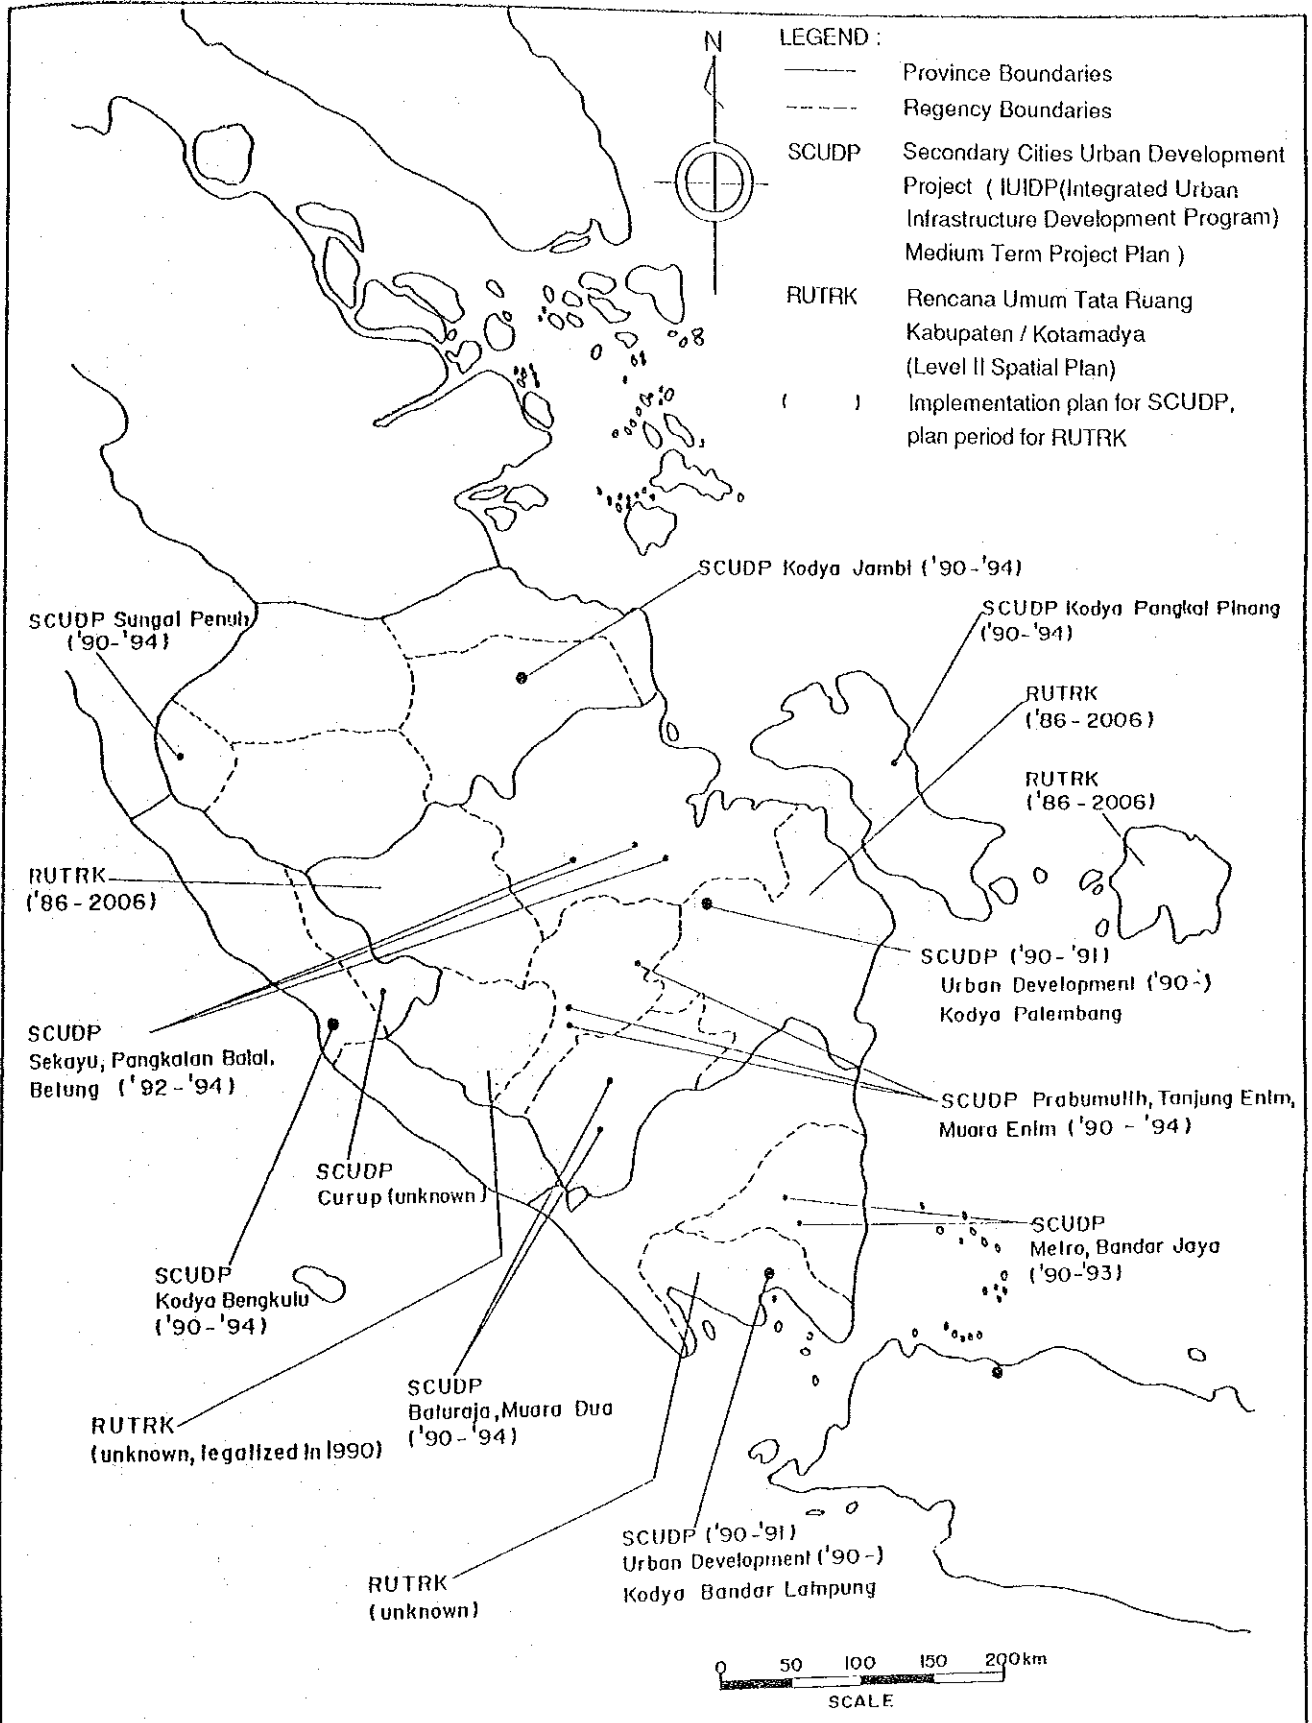 N
LEGEND :
Province Boundaries
Regency Boundaries
SCUDP Secondary Cities Urban Development
Project ( IUIDP(Integrated Urban
Infrastructure Development Program)
Medium Term Project Plan )
RUTRK Rencana Umum Tata Ruang
Kabupaten / Kotamadya
(Level II Spatial Plan)
( ) Implementation plan for SCUDP,
plan period for RUTRK
SCUDP Kodya Jambi ('90-'94)
SCUDP Sungai Penuh
('90-'94)
SCUDP Kodya Pangkal Pinang
('90-'94)
RUTRK
('86-2006)
RUTRK
('86-2006)
RUTRK
('86-2006)
SCUDP ('90-'91)
Urban Development ('90-)
Kodya Palembang
SCUDP
Sekayu, Pangkalan Balai,
Betung ('92-'94)
SCUDP Prabumulih, Tanjung Enim,
Muara Enim ('90 - '94)
SCUDP
Curup (unknown)
SCUDP
Metro, Bandar Jaya
('90-'93)
SCUDP
Kodya Bengkulu
('90-'94)
SCUDP
Baturaja, Muara Dua
('90-'94)
RUTRK
(unknown, legalized in 1990)
SCUDP ('90-'91)
Urban Development ('90-)
Kodya Bandar Lampung
RUTRK
(unknown)
0 50 100 150 200km
SCALE